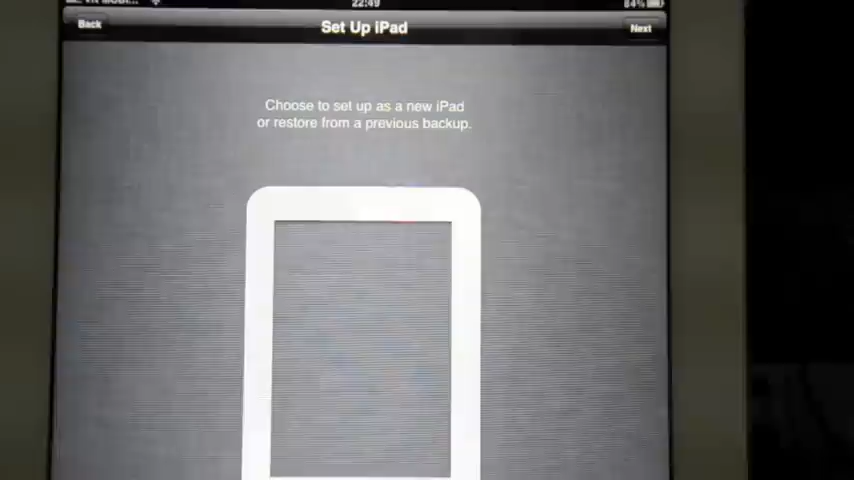 22:49
84%
Back
Set Up iPad
Next
Choose to set up as a new iPad
or restore from a previous backup.